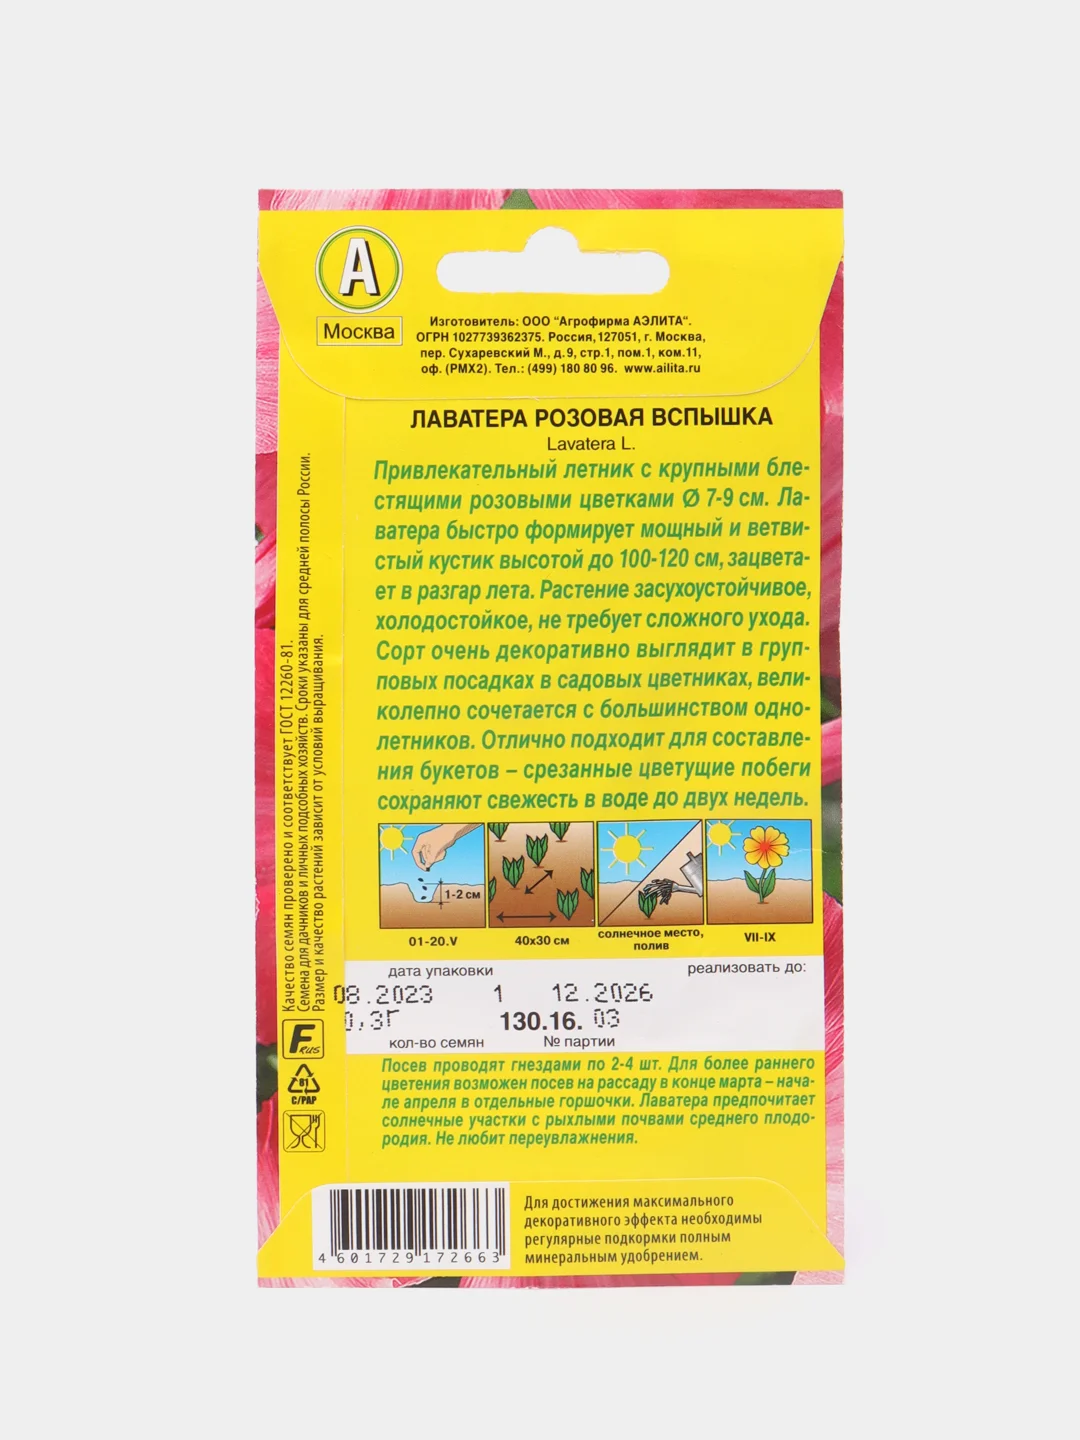 А
Москва
Изготовитель: ООО "Агрофирма АЭЛИТА".
ОГРН 1027739362375. Россия,127051, г. Москва,
пер. Сухаревский М., д.9, стр.1, пом.1, ком.11,
оф. (РМХ2). Тел.: (499) 180 80 96. www.ailita.ru
ЛАВАТЕРА РОЗОВАЯ ВСПЫШКА
Lavatera L.
Привлекательный летник с крупными бле-
стящими розовыми цветками Ø 7-9 см. Ла-
ватера быстро формирует мощный и ветви-
стый кустик высотой до 100-120 см, зацвета-
ет в разгар лета. Растение засухоустойчивое,
холодостойкое, не требует сложного ухода.
Сорт очень декоративно выглядит в груп-
повых посадках в садовых цветниках, вели-
колепно сочетается с большинством одно-
летников. Отлично подходит для составле-
ния букетов – срезанные цветущие побеги
сохраняют свежесть в воде до двух недель.
1-2 см
01-20.V
40х30 см
солнечное место,
полив
VII-IX
дата упаковки
реализовать до:
08.2023 1 12.2026
0,3Г 130.16. 03
кол-во семян
№ партии
Посев проводят гнездами по 2-4 шт. Для более раннего
цветения возможен посев на рассаду в конце марта – нача-
ле апреля в отдельные горшочки. Лаватера предпочитает
солнечные участки с рыхлыми почвами среднего плодо-
родия. Не любит переувлажнения.
Качество семян проверено и соответствует ГОСТ 12260-81.
Семена для дачников и личных подсобных хозяйств. Сроки указаны для средней полосы России.
Размер и качество растений зависит от условий выращивания.
F RUS
81
C/PAP
4 601729 172663
Для достижения максимального
декоративного эффекта необходимы
регулярные подкормки полным
минеральным удобрением.